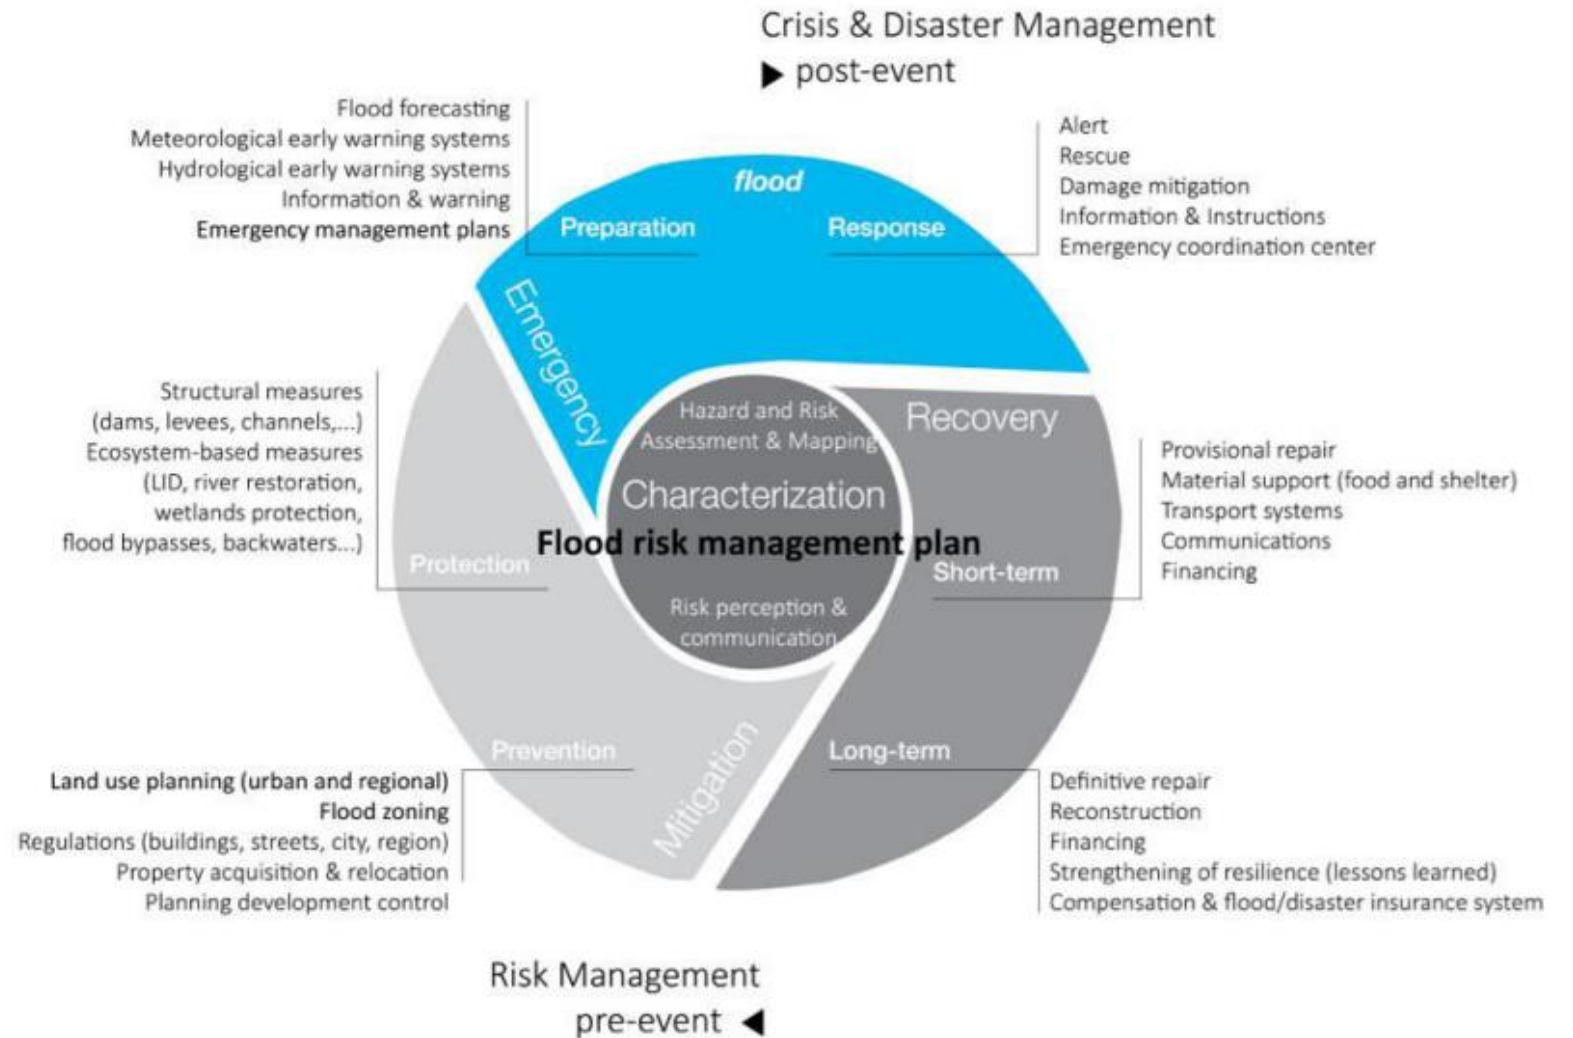 Crisis & Disaster Management
▶ post-event
Flood forecasting
Meteorological early warning systems
Hydrological early warning systems
Information & warning
Emergency management plans
Alert
Rescue
Damage mitigation
Information & Instructions
Emergency coordination center
flood
Preparation
Response
Emergency
Structural measures
(dams, levees, channels,...)
Ecosystem-based measures
(LID, river restoration,
wetlands protection,
flood bypasses, backwaters...)
Protection
Hazard and Risk
Assessment & Mapping
Characterization
Flood risk management plan
Risk perception &
communication
Recovery
Short-term
Provisional repair
Material support (food and shelter)
Transport systems
Communications
Financing
Prevention
Mitigation
Land use planning (urban and regional)
Flood zoning
Regulations (buildings, streets, city, region)
Property acquisition & relocation
Planning development control
Long-term
Definitive repair
Reconstruction
Financing
Strengthening of resilience (lessons learned)
Compensation & flood/disaster insurance system
Risk Management
pre-event ◀